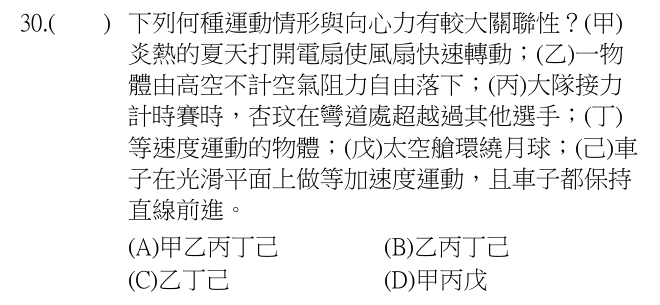 30.(　　) 下列何種運動情形與向心力有較大關聯性？(甲)
炎熱的夏天打開電扇使風扇快速轉動；(乙)一物
體由高空不計空氣阻力自由落下；(丙)大隊接力
計時賽時，杏玟在彎道處超越過其他選手；(丁)
等速度運動的物體；(戊)太空艙環繞月球；(己)車
子在光滑平面上做等加速度運動，且車子都保持
直線前進。
(A)甲乙丙丁己　　(B)乙丙丁己
(C)乙丁己　　(D)甲丙戊